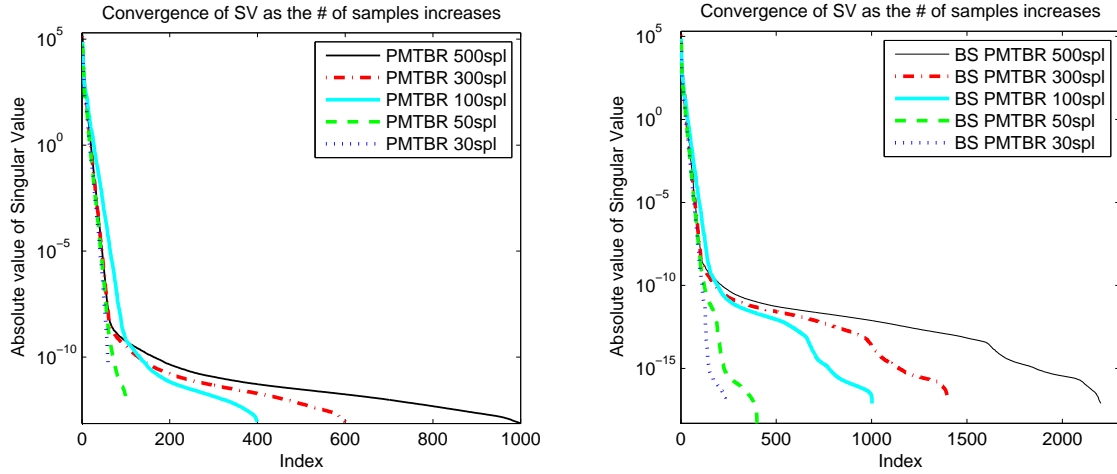 Convergence of SV as the # of samples increases
10^5
10^0
10^-5
10^-10
Absolute value of Singular Value
PMTBR 500spl
PMTBR 300spl
PMTBR 100spl
PMTBR 50spl
PMTBR 30spl
0 200 400 600 800 1000
Index
Convergence of SV as the # of samples increases
10^5
10^0
10^-5
10^-10
10^-15
Absolute value of Singular Value
BS PMTBR 500spl
BS PMTBR 300spl
BS PMTBR 100spl
BS PMTBR 50spl
BS PMTBR 30spl
0 500 1000 1500 2000
Index